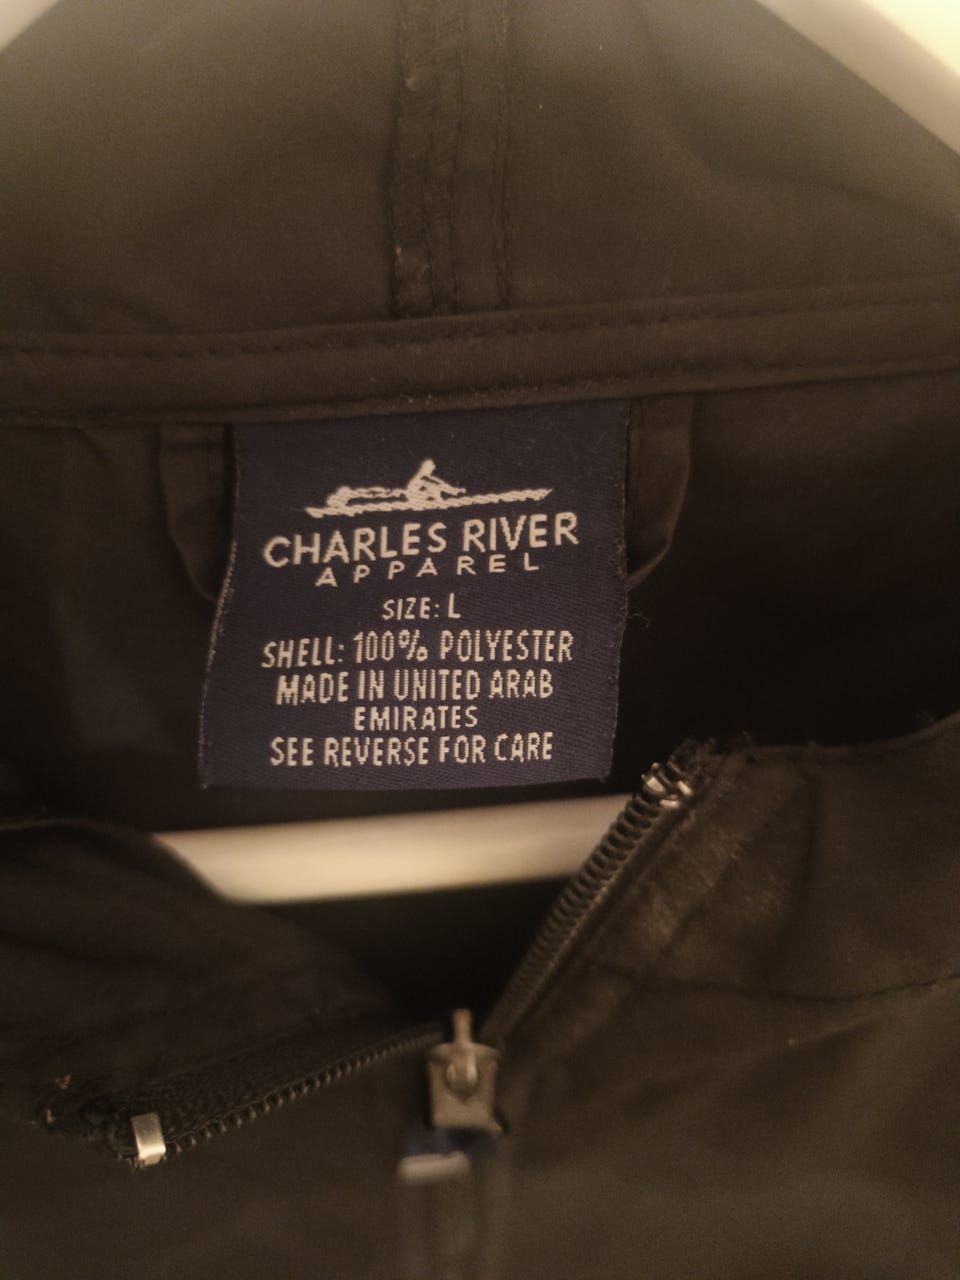 CHARLES RIVER
APPAREL
SIZE: L
SHELL: 100% POLYESTER
MADE IN UNITED ARAB
EMIRATES
SEE REVERSE FOR CARE